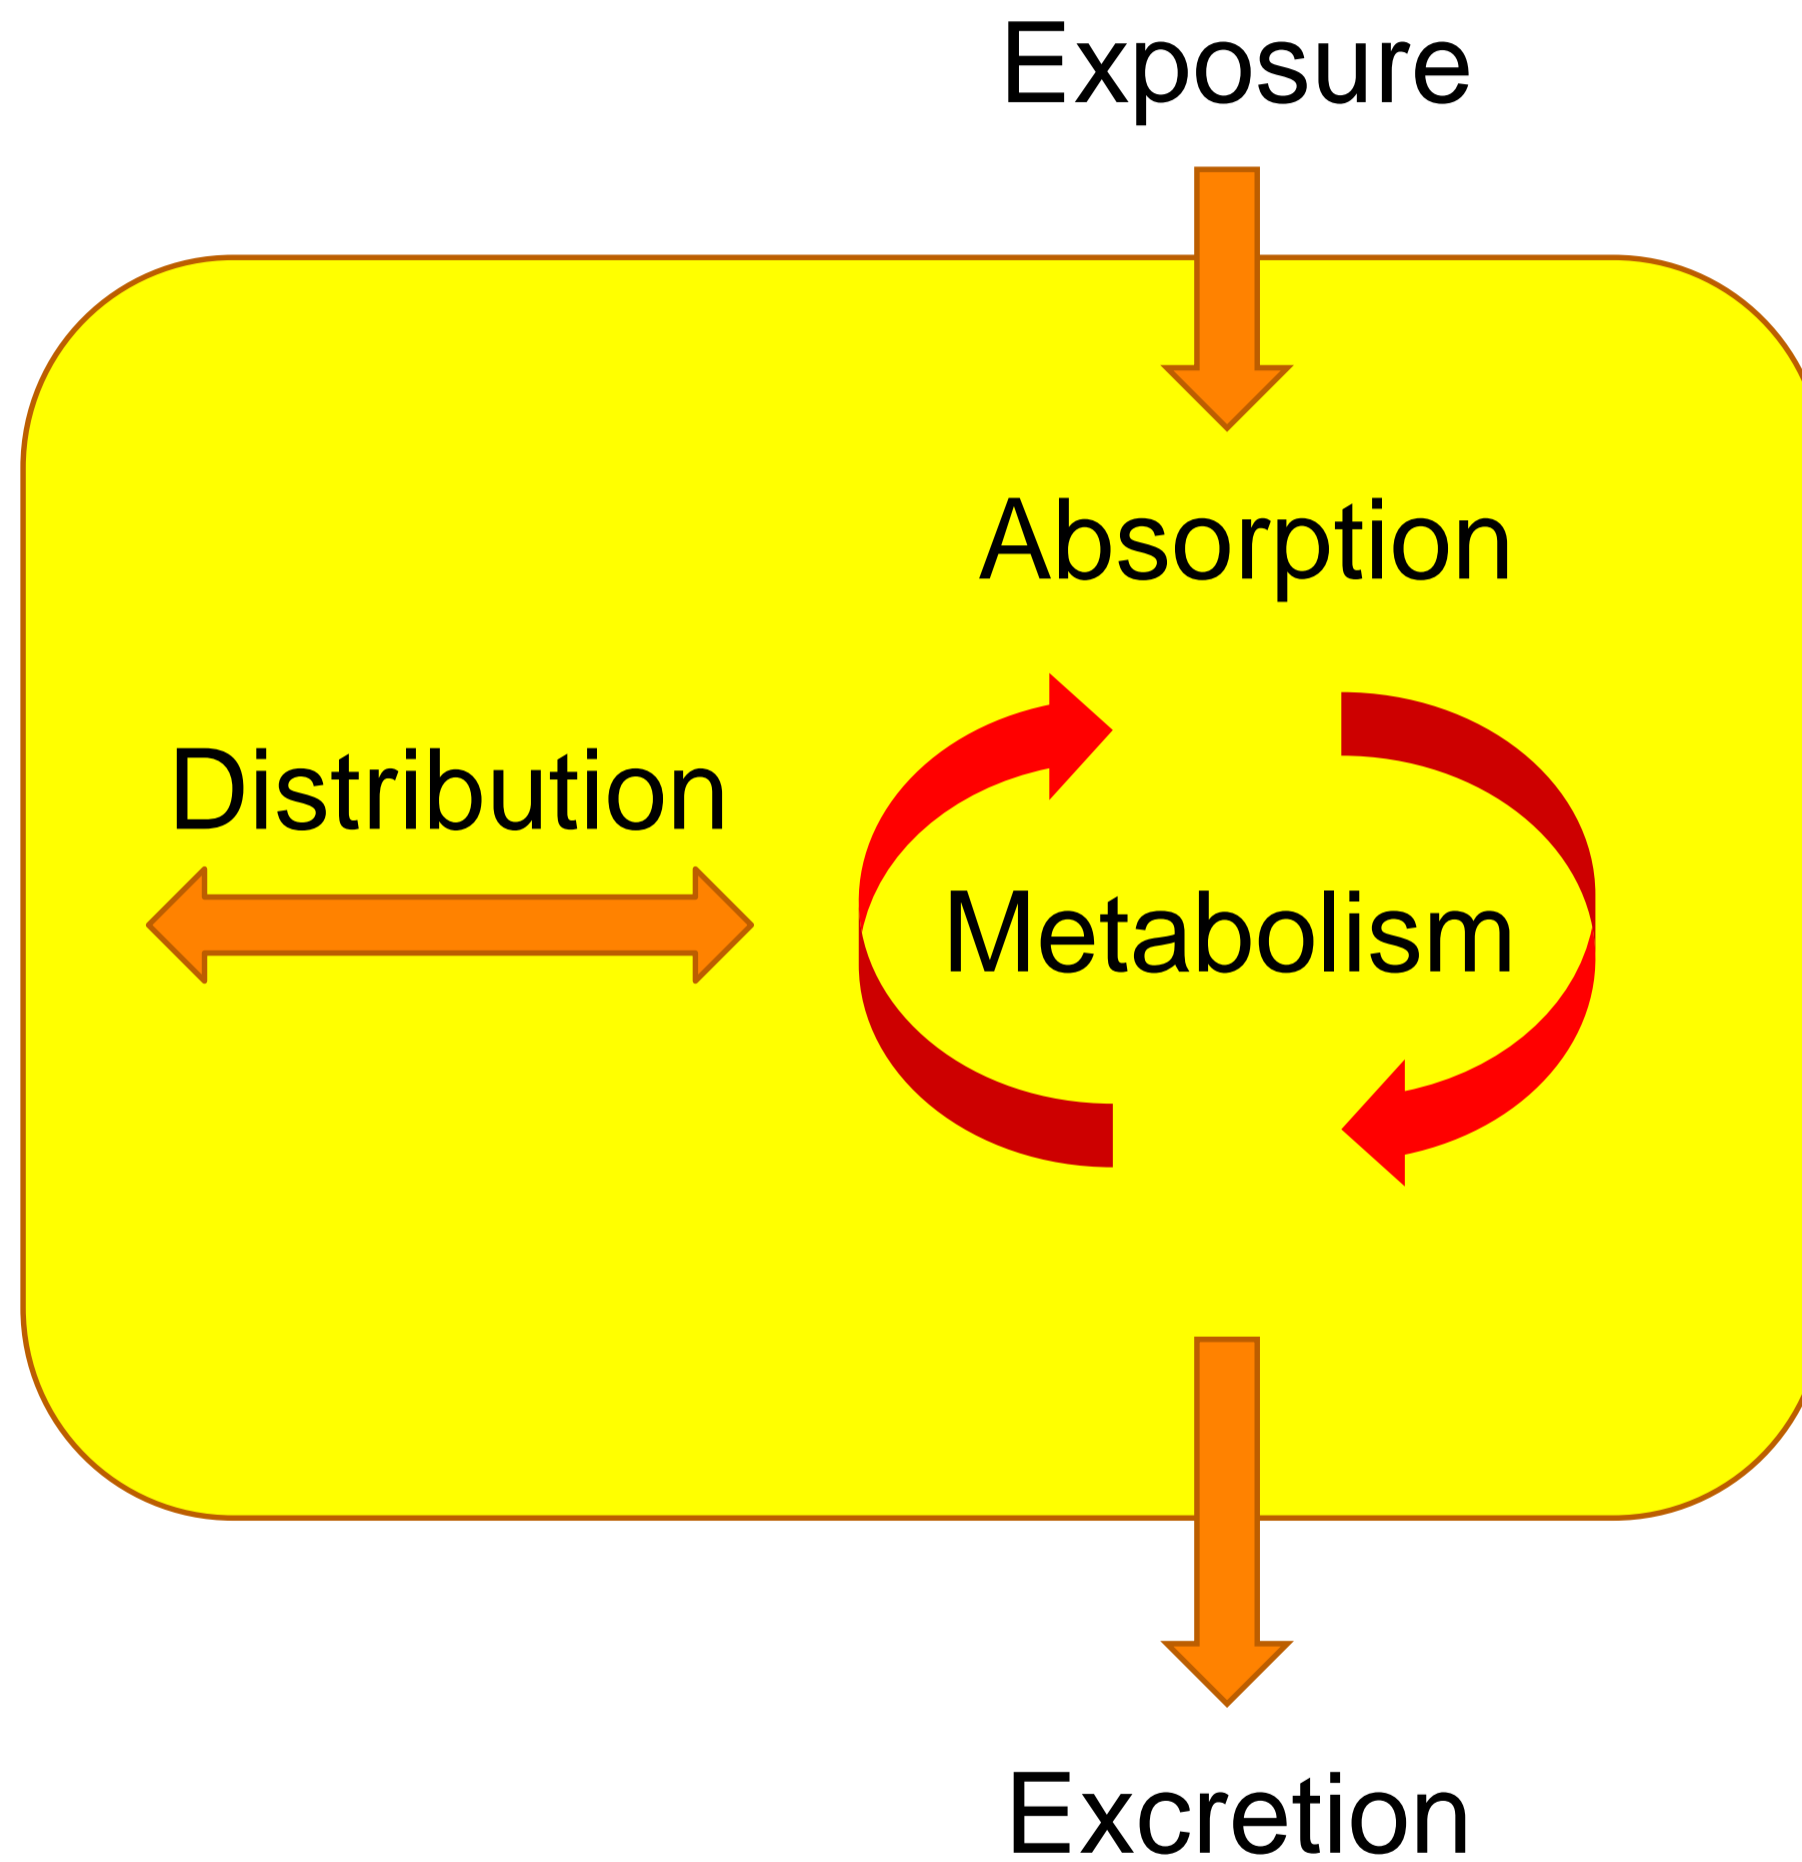 Exposure
Absorption
Distribution
Metabolism
Excretion